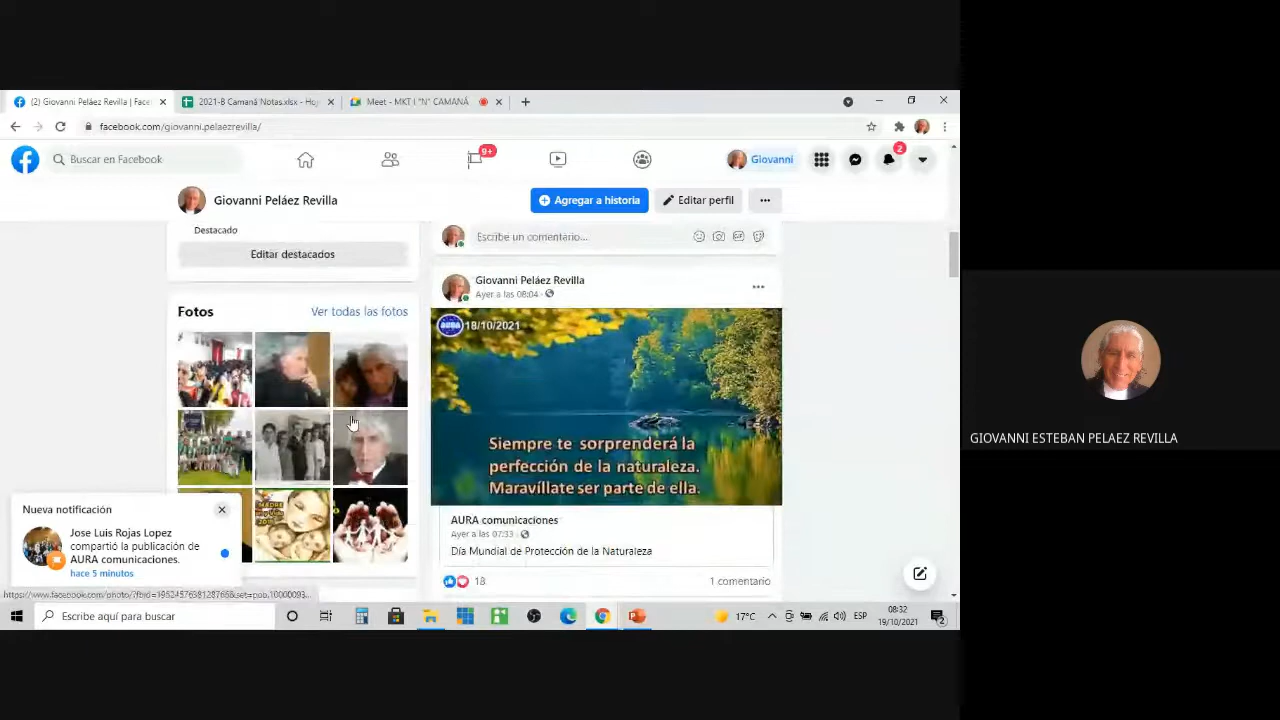 (2) Giovanni Peláez Revilla | Face
2021-B Camaná Notas.xlsx - Ho
Meet - MKT I "N" CAMANÁ
facebook.com/giovanni.pelaezrevilla/
Buscar en Facebook
9+
Giovanni
2
Giovanni Peláez Revilla
Agregar a historia
Editar perfil
Destacado
Editar destacados
Escribe un comentario...
GIF
Fotos
Ver todas las fotos
Giovanni Peláez Revilla
Ayer a las 08:04 ·
AURA
18/10/2021
Siempre te sorprenderá la
perfección de la naturaleza.
Maravíllate ser parte de ella.
AURA comunicaciones
Ayer a las 07:33 ·
Día Mundial de Protección de la Naturaleza
18
1 comentario
Nueva notificación
Jose Luis Rojas Lopez
compartió la publicación de
AURA comunicaciones.
hace 5 minutos
GIOVANNI ESTEBAN PELAEZ REVILLA
Escribe aquí para buscar
17°C
ESP
08:32
19/10/2021
2